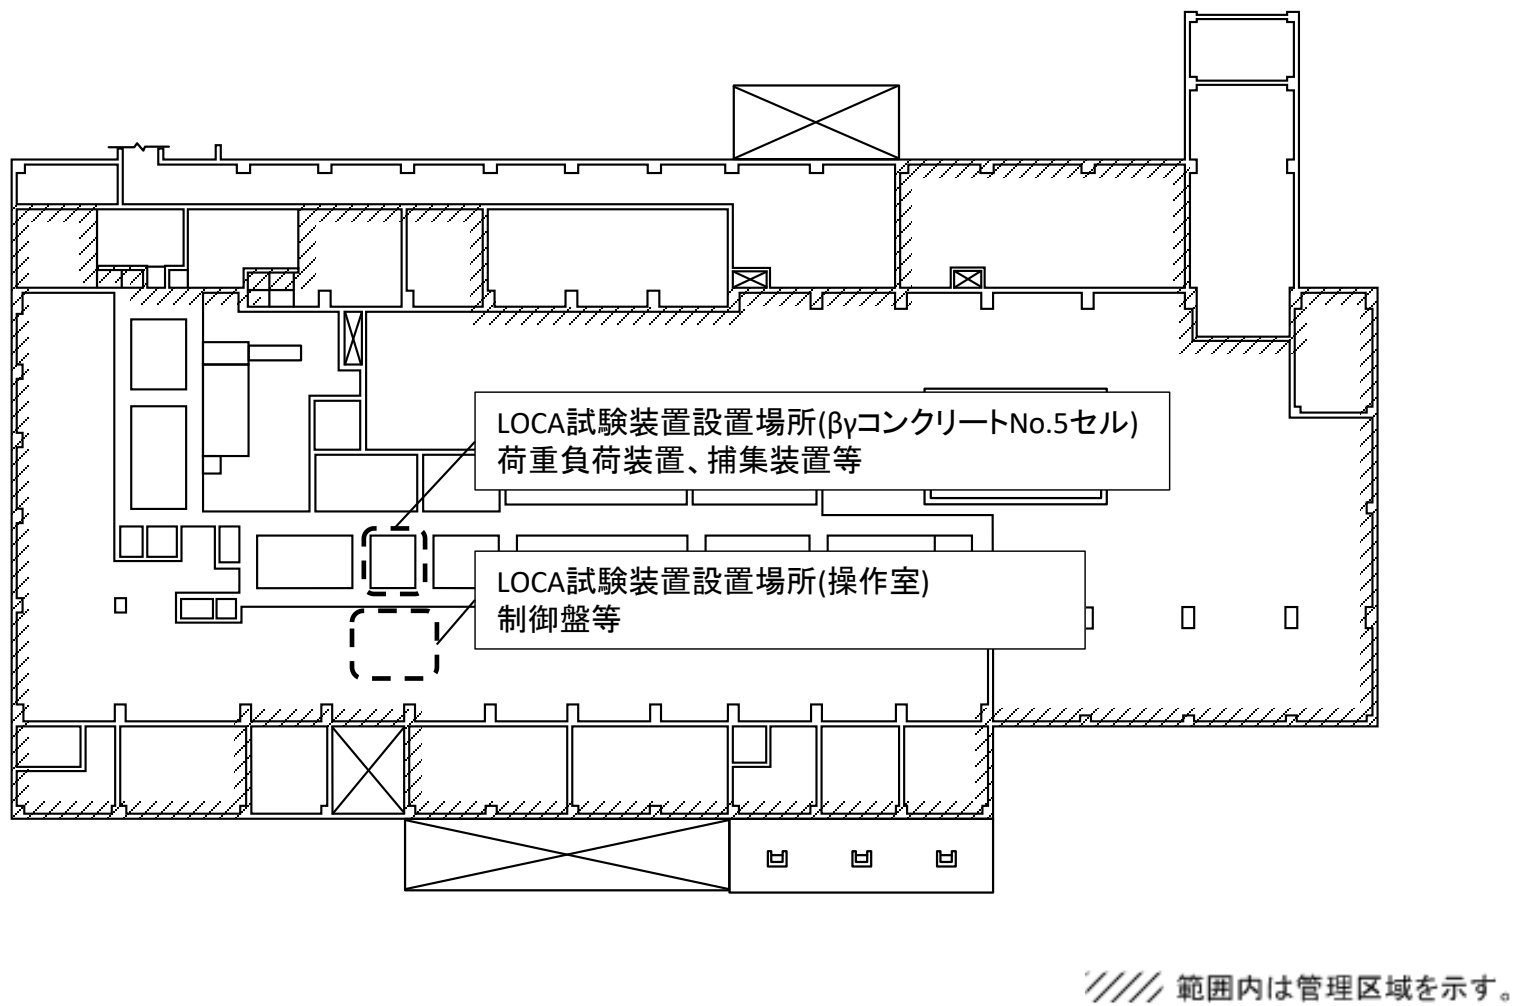 LOCA試験装置設置場所(βγコンクリートNo.5セル)
荷重負荷装置、捕集装置等
LOCA試験装置設置場所(操作室)
制御盤等
範囲内は管理区域を示す。